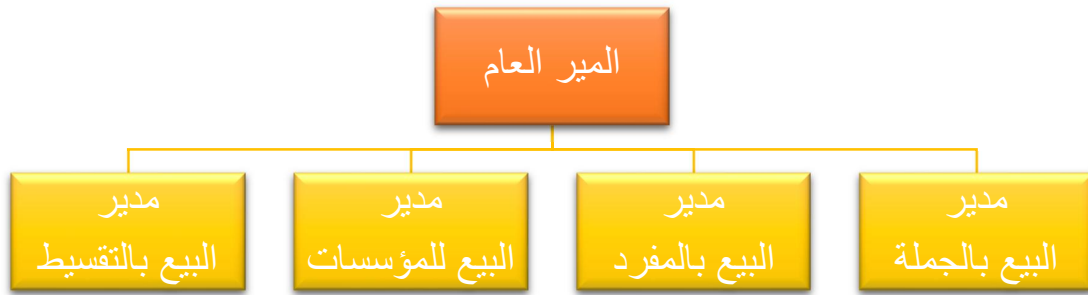 المير العام
مدير
البيع بالجملة
مدير
البيع بالمفرد
مدير
البيع للمؤسسات
مدير
البيع بالتقسيط